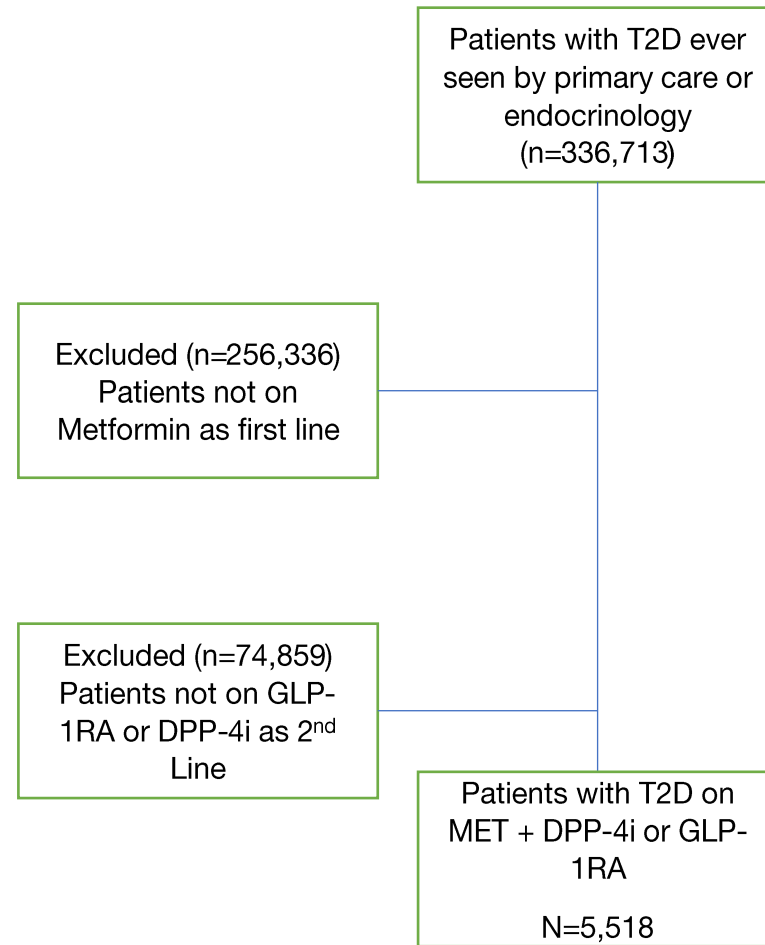 Patients with T2D ever
seen by primary care or
endocrinology
(n=336,713)
Excluded (n=256,336)
Patients not on
Metformin as first line
Excluded (n=74,859)
Patients not on GLP-
1RA or DPP-4i as 2nd
Line
Patients with T2D on
MET + DPP-4i or GLP-
1RA
N=5,518